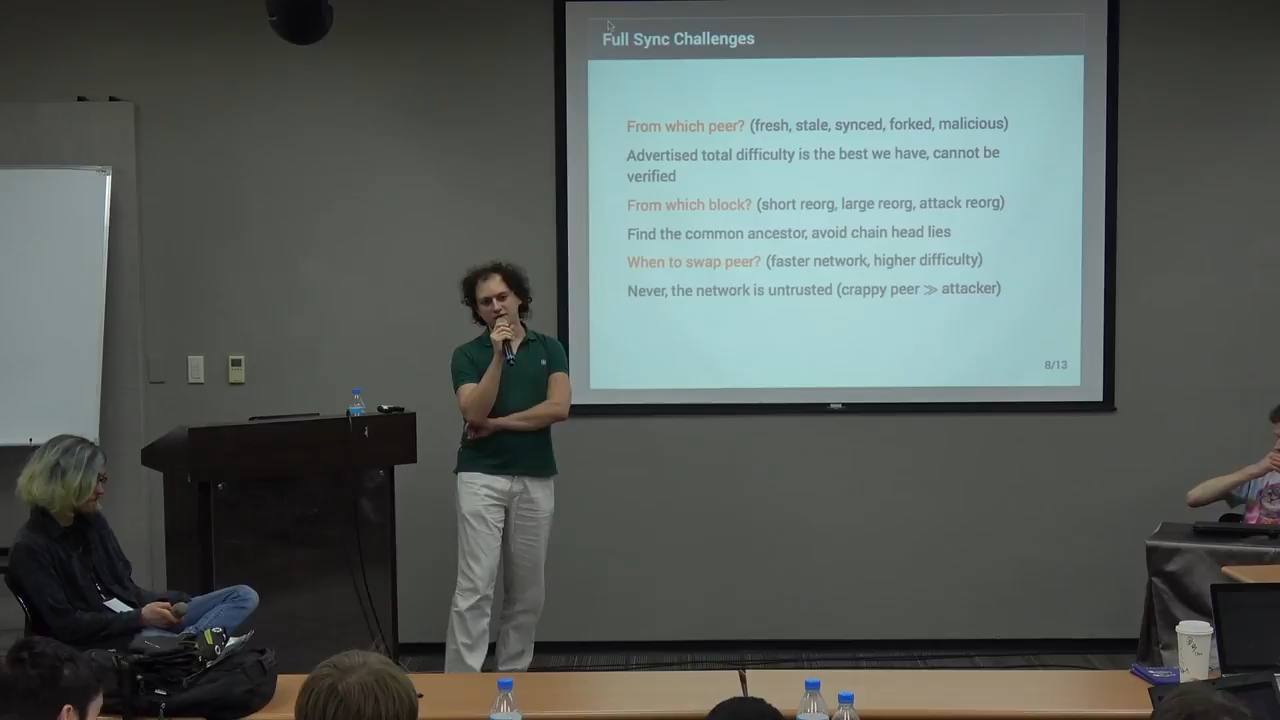 Full Sync Challenges
From which peer? (fresh, stale, synced, forked, malicious)
Advertised total difficulty is the best we have, cannot be
verified
From which block? (short reorg, large reorg, attack reorg)
Find the common ancestor, avoid chain head lies
When to swap peer? (faster network, higher difficulty)
Never, the network is untrusted (crappy peer ≫ attacker)
8/13